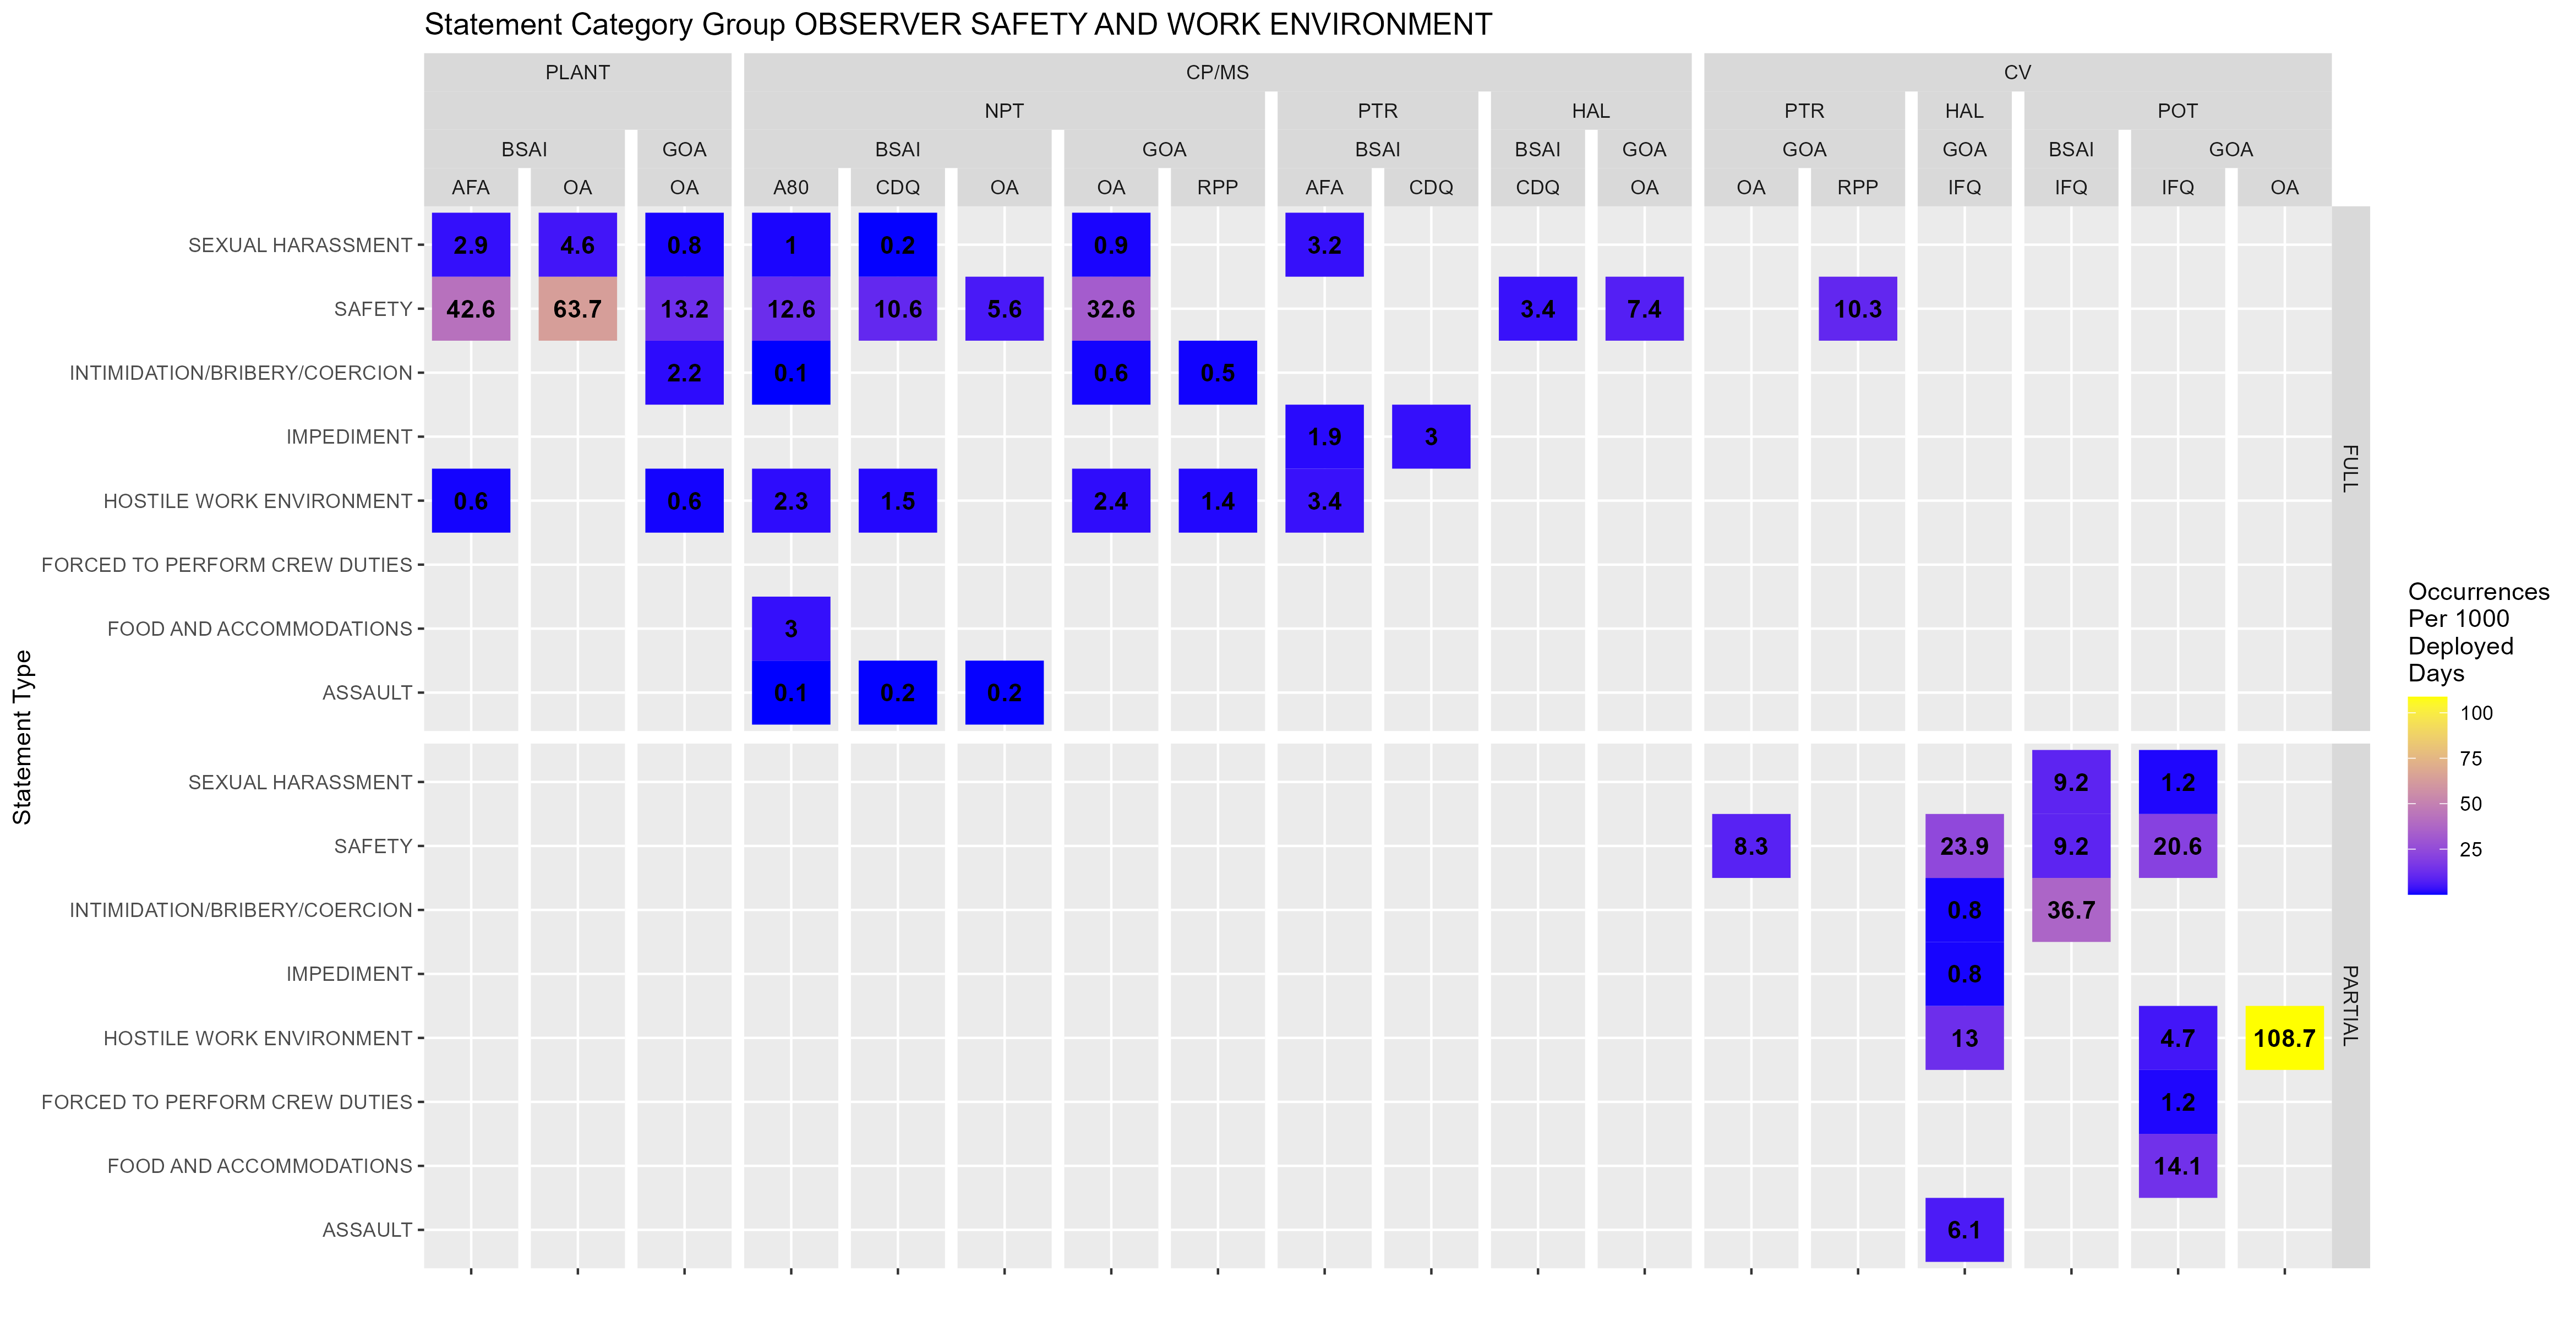 Statement Category Group OBSERVER SAFETY AND WORK ENVIRONMENT
PLANT CP/MS CV
NPT PTR HAL PTR HAL POT
BSAI GOA BSAI GOA BSAI BSAI GOA GOA GOA BSAI GOA
AFA OA OA A80 CDQ OA OA RPP AFA CDQ CDQ OA OA RPP IFQ IFQ IFQ OA
SEXUAL HARASSMENT 2.9 4.6 0.8 1 0.2 0.9 3.2
SAFETY 42.6 63.7 13.2 12.6 10.6 5.6 32.6 3.4 7.4 10.3
INTIMIDATION/BRIBERY/COERCION 2.2 0.1 0.6 0.5
IMPEDIMENT 1.9 3
HOSTILE WORK ENVIRONMENT 0.6 0.6 2.3 1.5 2.4 1.4 3.4
FORCED TO PERFORM CREW DUTIES
FOOD AND ACCOMMODATIONS 3
ASSAULT 0.1 0.2 0.2
FULL
SEXUAL HARASSMENT 9.2 1.2
SAFETY 8.3 23.9 9.2 20.6
INTIMIDATION/BRIBERY/COERCION 0.8 36.7
IMPEDIMENT 0.8
HOSTILE WORK ENVIRONMENT 13 4.7 108.7
FORCED TO PERFORM CREW DUTIES 1.2
FOOD AND ACCOMMODATIONS 14.1
ASSAULT 6.1
PARTIAL
Statement Type
Occurrences
Per 1000
Deployed
Days
100
75
50
25